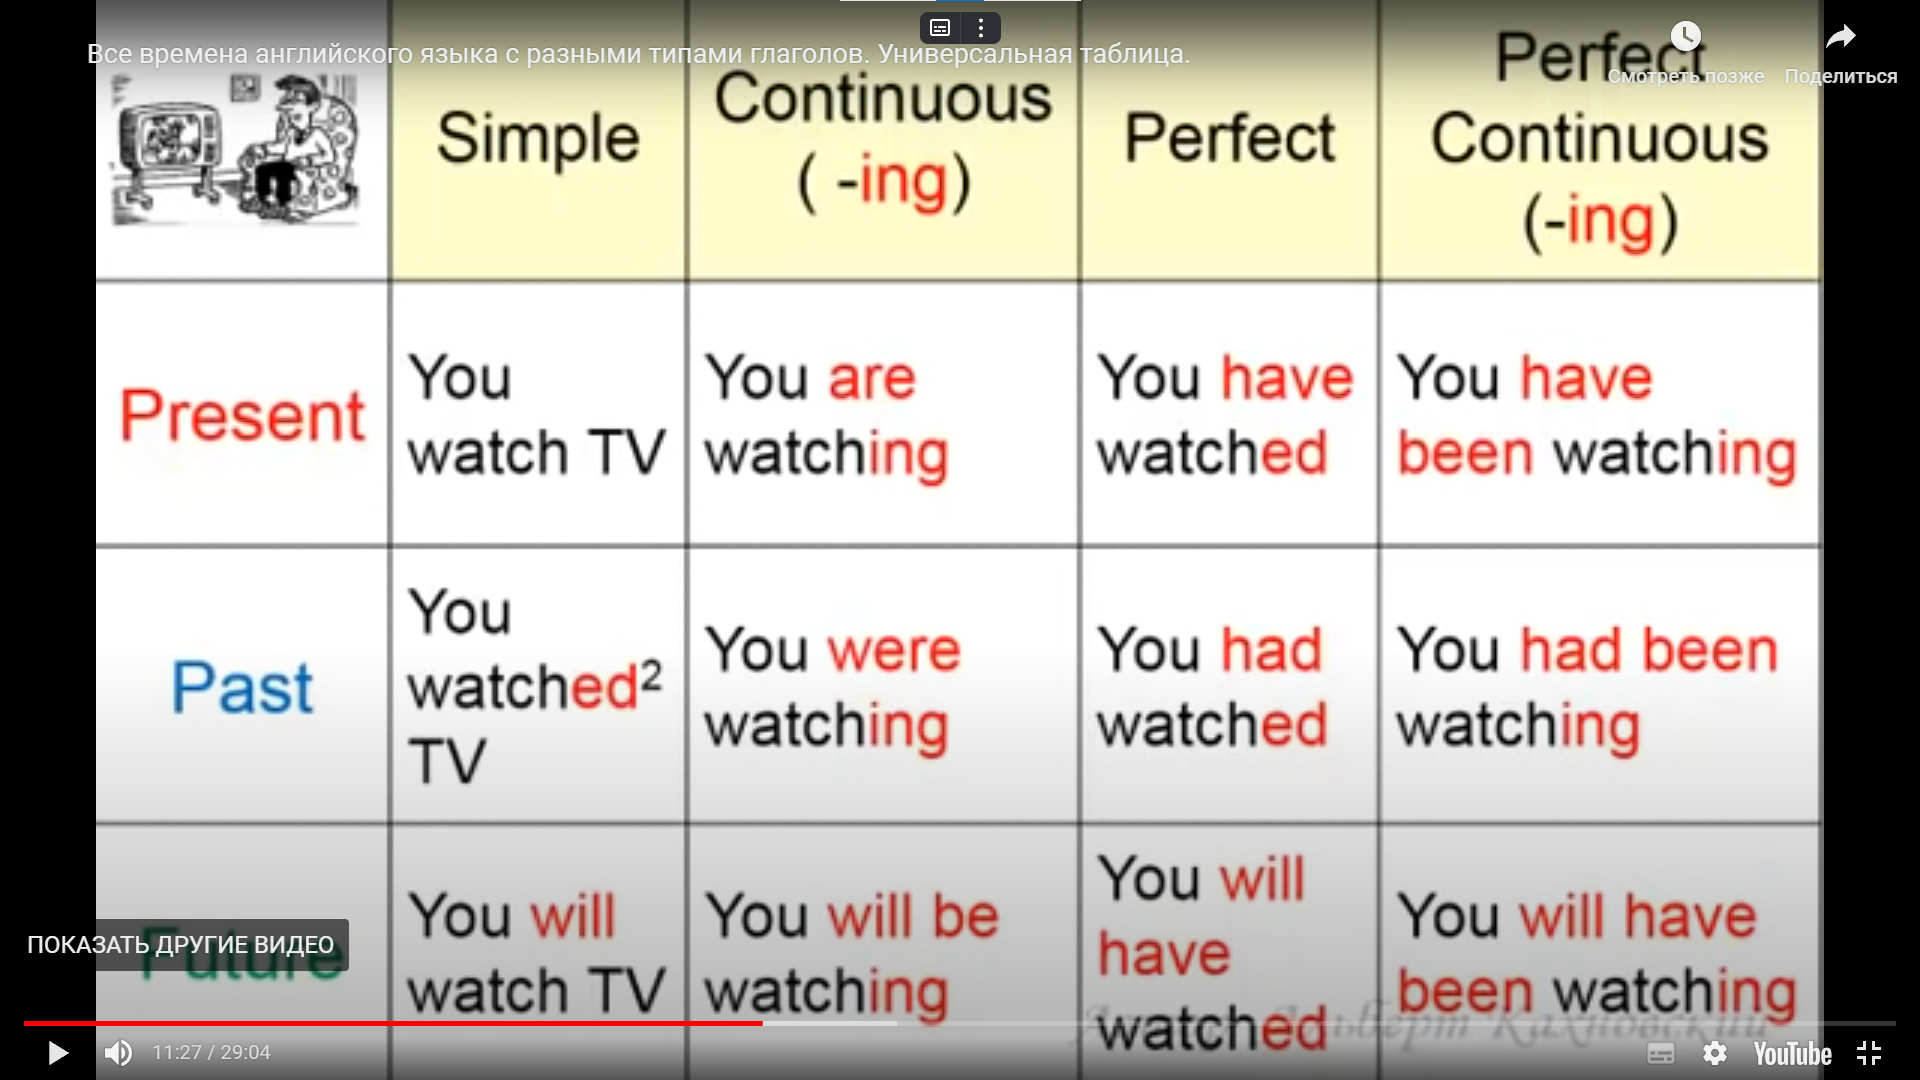 Все времена английского языка с разными типами глаголов. Универсальная таблица.
Смотреть позже
Поделиться
Simple
Continuous
( -ing)
Perfect
Perfect
Continuous
(-ing)
Present
You
watch TV
You are
watching
You have
watched
You have
been watching
Past
You
watched²
TV
You were
watching
You had
watched
You had been
watching
Future
You will
watch TV
You will be
watching
You will
have
watched
You will have
been watching
ПОКАЗАТЬ ДРУГИЕ ВИДЕО
Кахновский
11:27 / 29:04
YouTube